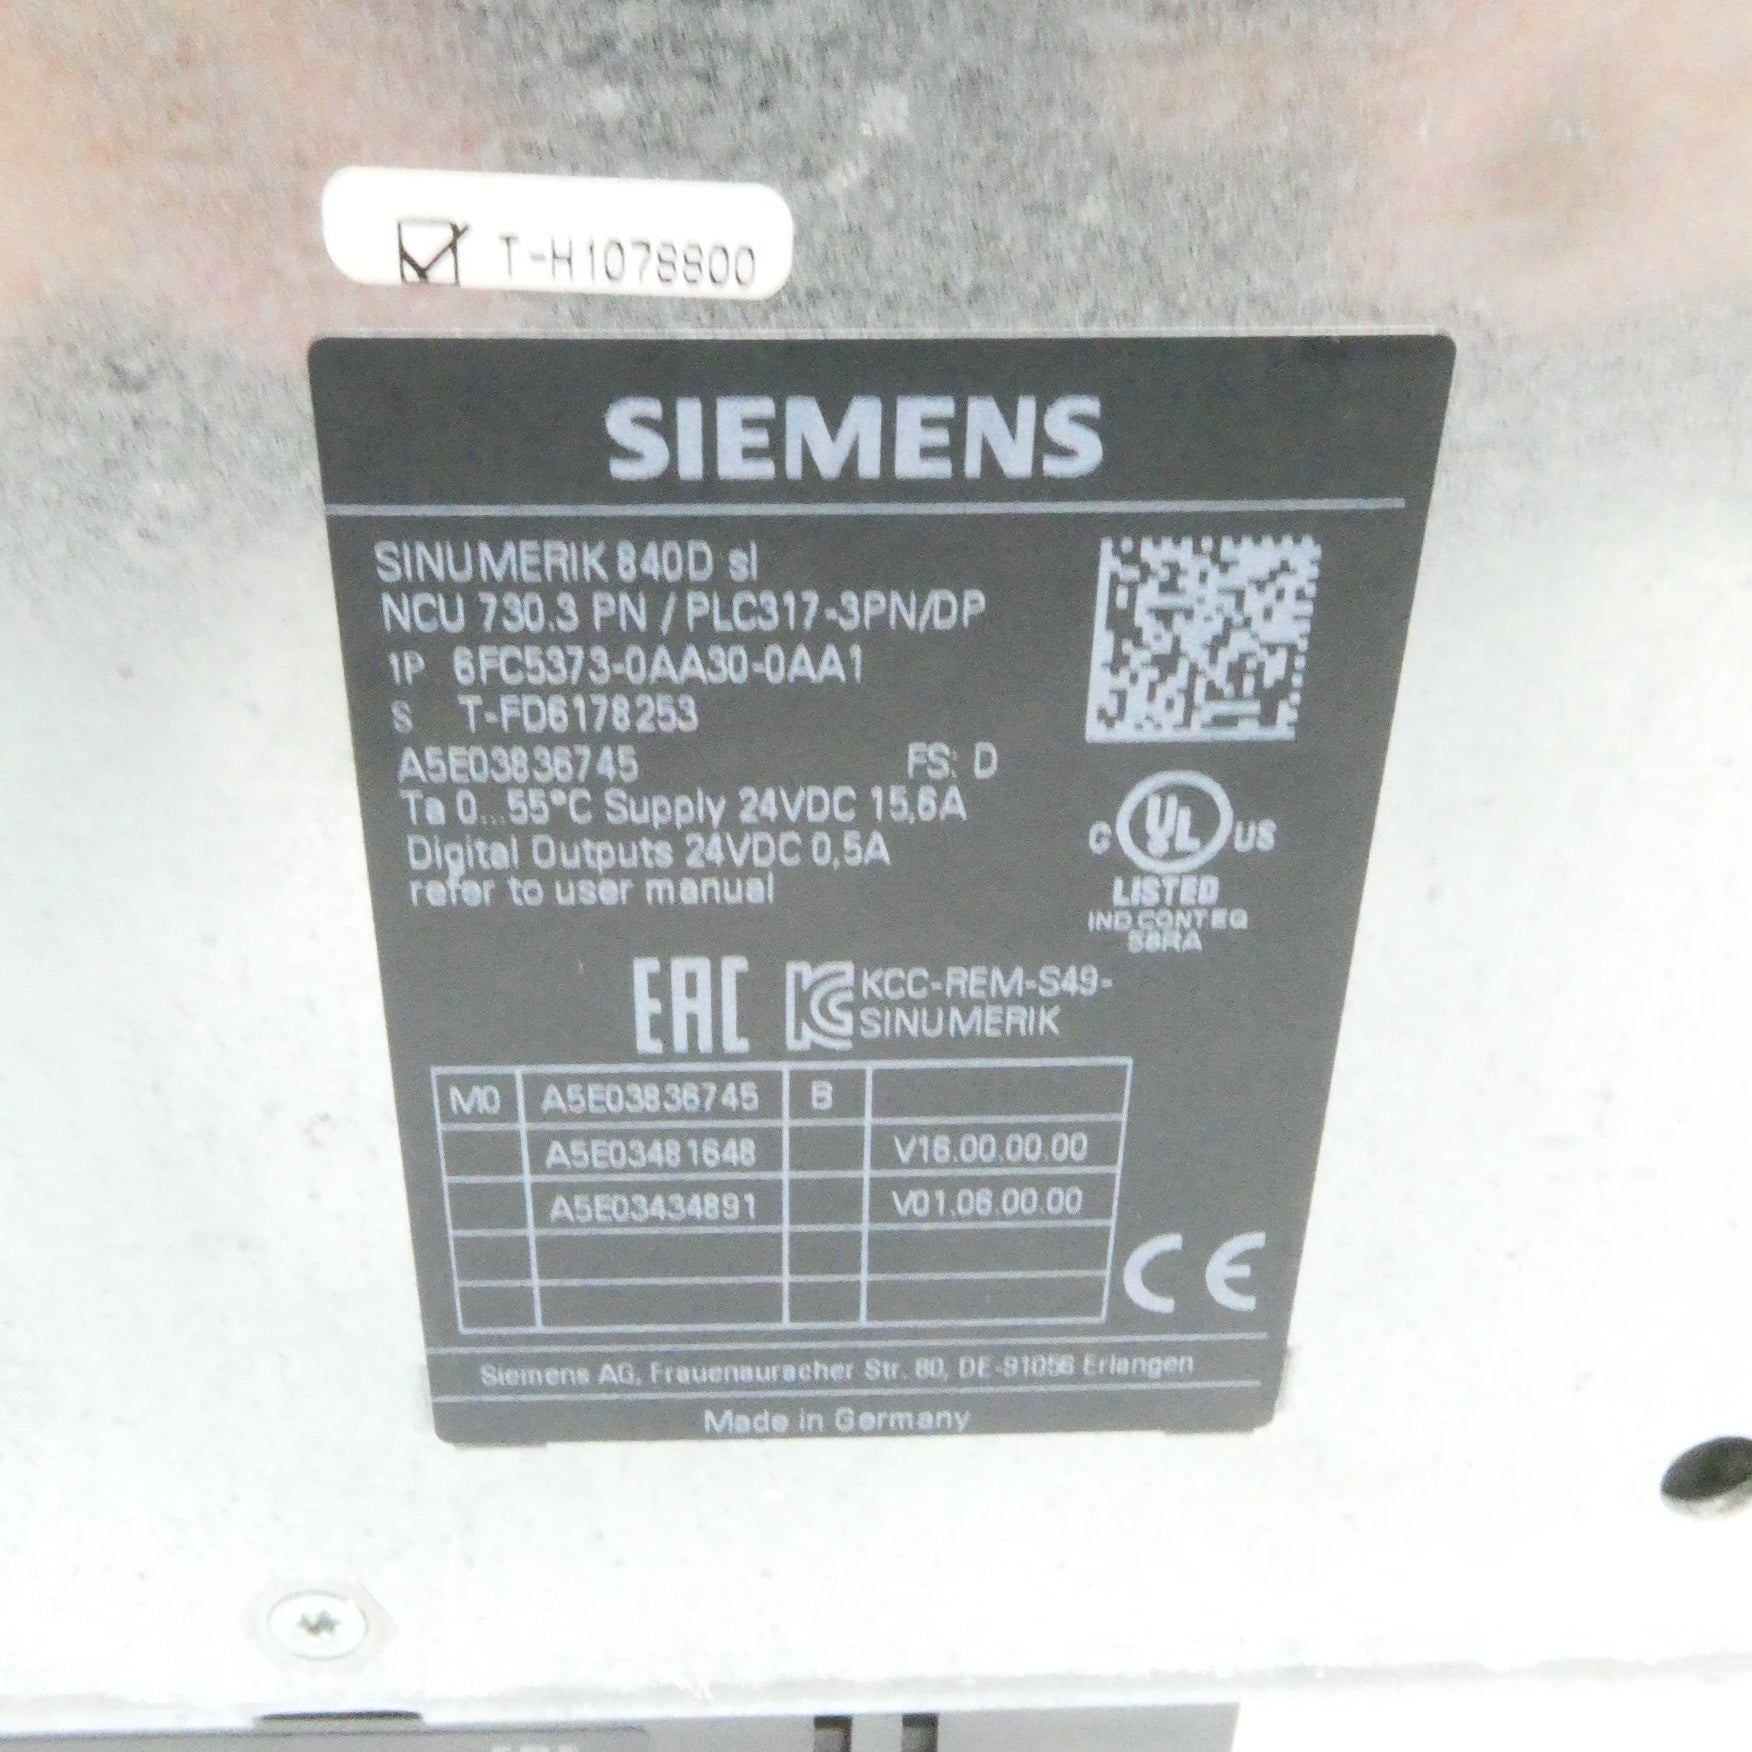 T-H1078800
SIEMENS
SINUMERIK 840D sl
NCU 730.3 PN / PLC317-3PN/DP
1P 6FC5373-0AA30-0AA1
S T-FD6178253
A5E03836745 FS: D
Ta 0...55°C Supply 24VDC 15,6A
Digital Outputs 24VDC 0,5A
refer to user manual
C UL US
LISTED
IND.CONT.EQ
58RA
EAC
KCC-REM-S49-
SINUMERIK
M0 A5E03836745 B
A5E03481648 V16.00.00.00
A5E03434891 V01.06.00.00
CE
Siemens AG, Frauenauracher Str. 80, DE-91056 Erlangen
Made in Germany